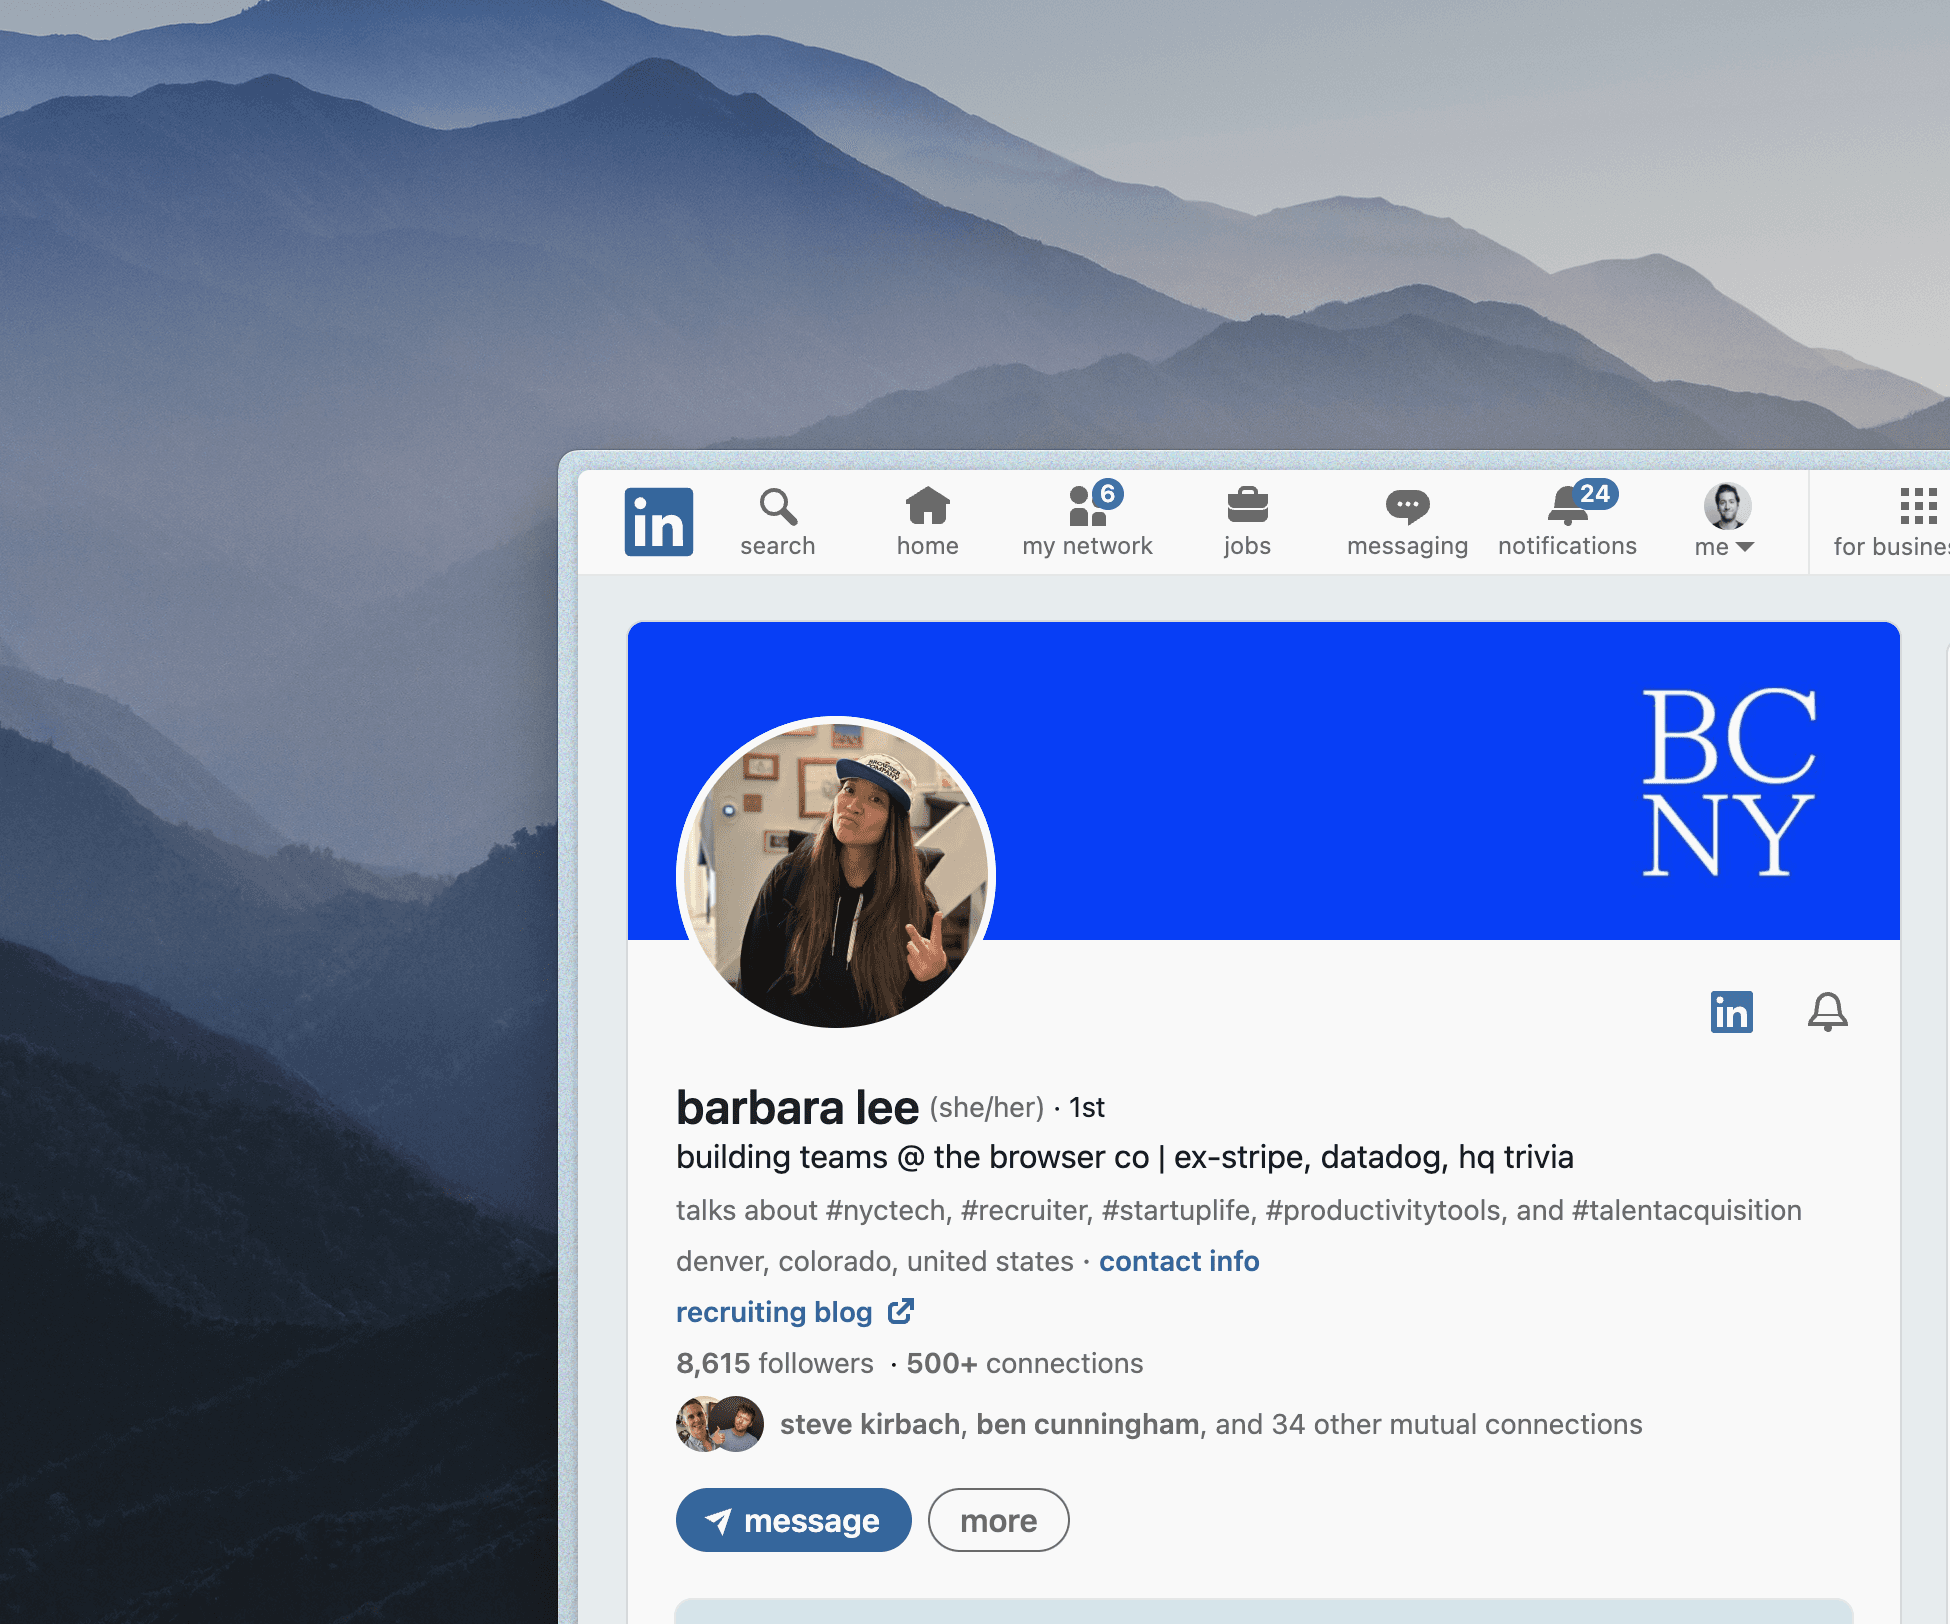 in
search
home
my network
6
jobs
messaging
notifications
24
me
for busines
BC
NY
BROWSER
COMPANY
in
barbara lee (she/her) · 1st
building teams @ the browser co | ex-stripe, datadog, hq trivia
talks about #nyctech, #recruiter, #startuplife, #productivitytools, and #talentacquisition
denver, colorado, united states · contact info
recruiting blog
8,615 followers · 500+ connections
steve kirbach, ben cunningham, and 34 other mutual connections
message
more